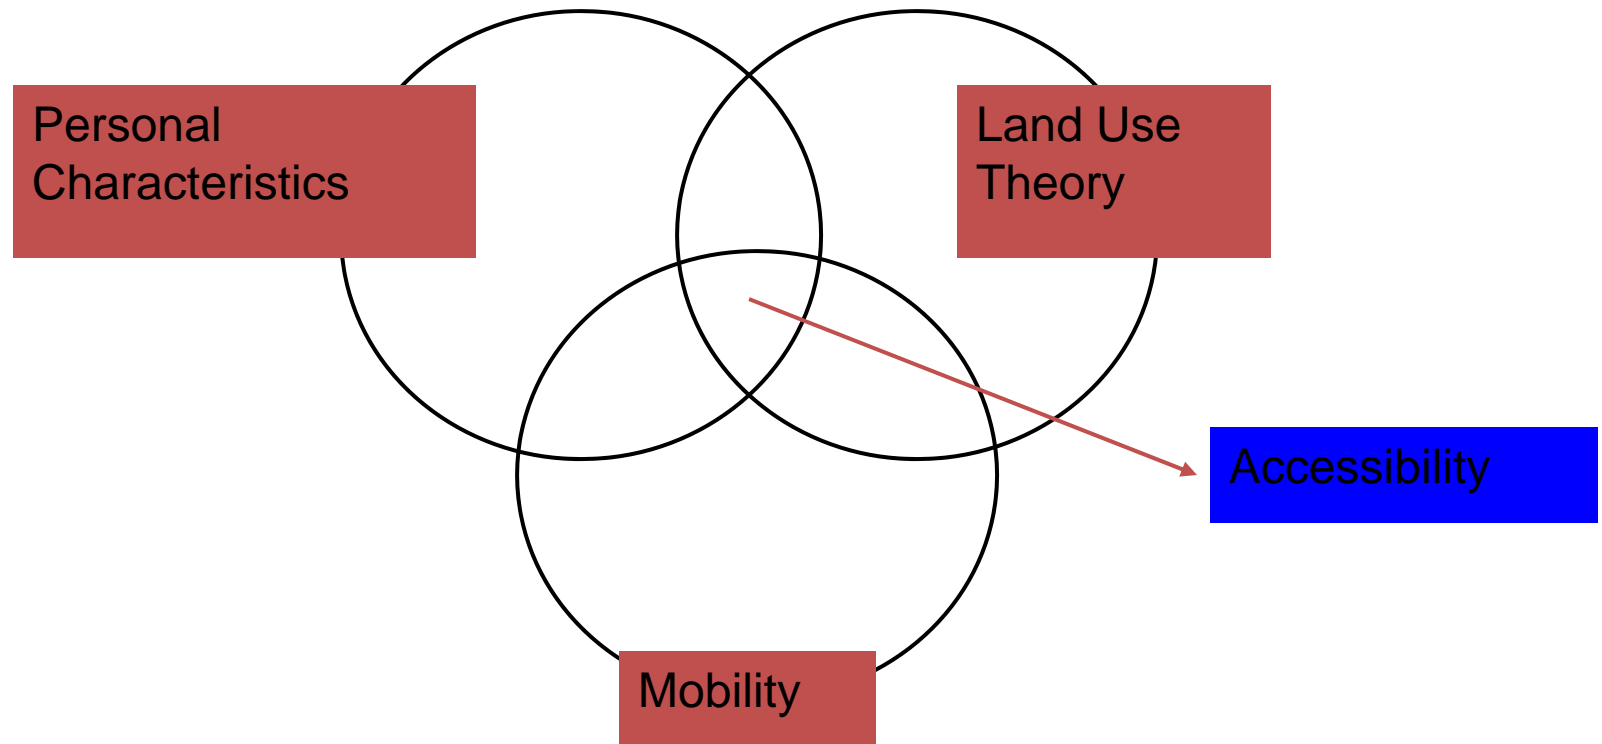 Personal
Characteristics
Land Use
Theory
Accessibility
Mobility